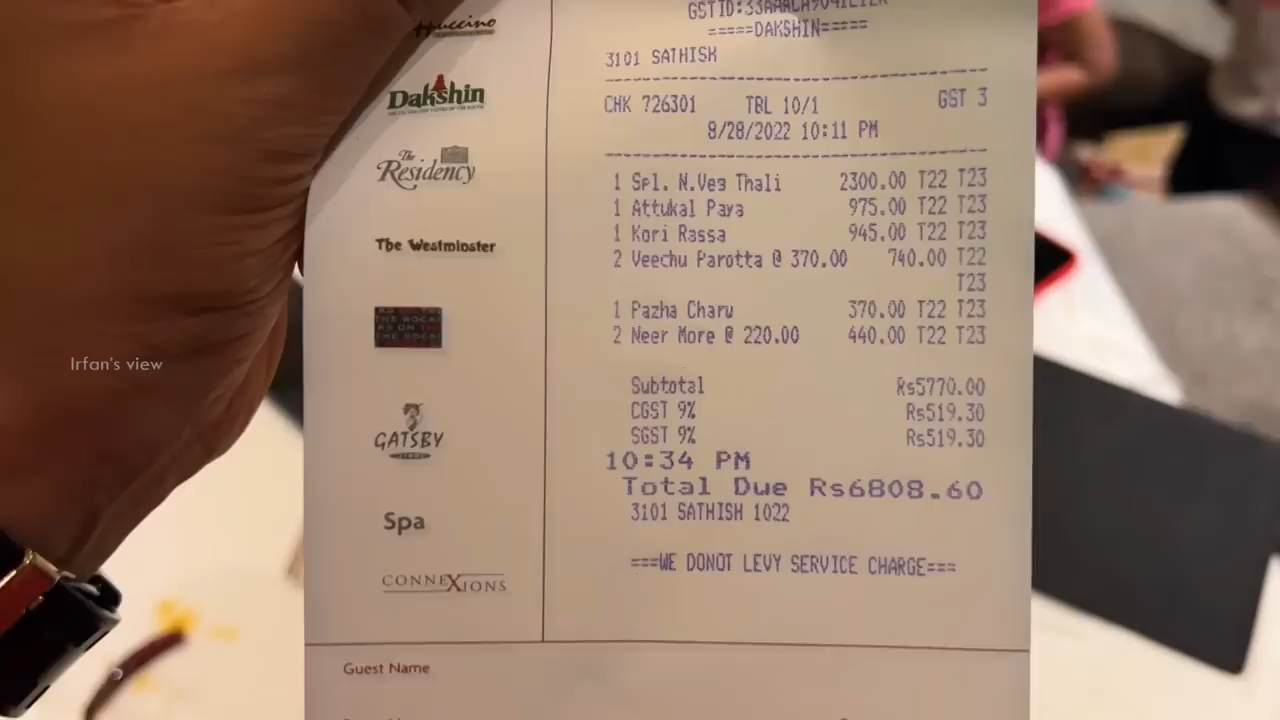 Dakshin
The
Residency
The Westminster
GATSBY
Spa
CONNEXIONS
=====DAKSHIN=====
3101 SATHISH
CHK 726301 TBL 10/1 GST 3
8/28/2022 10:11 PM
1 Spl. N.Veg Thali 2300.00 T22 T23
1 Attukal Paya 975.00 T22 T23
1 Kori Rassa 945.00 T22 T23
2 Veechu Parotta @ 370.00 740.00 T22
T23
1 Pazha Charu 370.00 T22 T23
2 Neer More @ 220.00 440.00 T22 T23
Subtotal Rs5770.00
CGST 9% Rs519.30
SGST 9% Rs519.30
10:34 PM
Total Due Rs6808.60
3101 SATHISH 1022
===WE DONOT LEVY SERVICE CHARGE===
Guest Name
Irfan's view